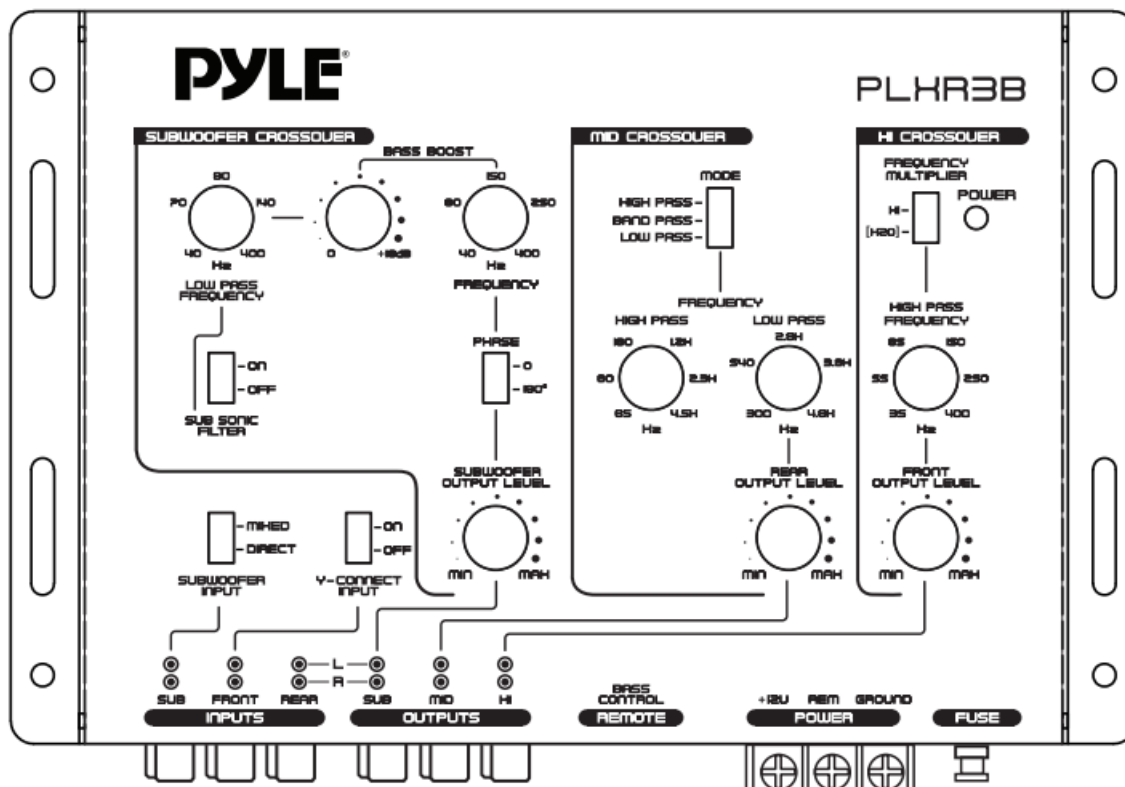 PYLE®
PLXR3B
SUBWOOFER CROSSOVER
BASS BOOST
80
70
140
40
400
Hz
LOW PASS
FREQUENCY
0
+18dB
150
80
250
40
400
Hz
FREQUENCY
ON
OFF
SUB SONIC
FILTER
PHASE
0
180°
SUBWOOFER
OUTPUT LEVEL
MIN
MAX
MIXED
DIRECT
SUBWOOFER
INPUT
ON
OFF
Y-CONNECT
INPUT
MID CROSSOVER
MODE
HIGH PASS
BAND PASS
LOW PASS
FREQUENCY
HIGH PASS
180
1.2K
80
2.3K
65
4.5K
Hz
LOW PASS
2.8K
540
3.8K
300
4.8K
Hz
REAR
OUTPUT LEVEL
MIN
MAX
HI CROSSOVER
FREQUENCY
MULTIPLIER
HI
[X20]
POWER
HIGH PASS
FREQUENCY
85
150
55
250
35
400
Hz
FRONT
OUTPUT LEVEL
MIN
MAX
L
R
SUB FRONT REAR
INPUTS
SUB MID HI
OUTPUTS
BASS
CONTROL
REMOTE
+12V REM GROUND
POWER
FUSE